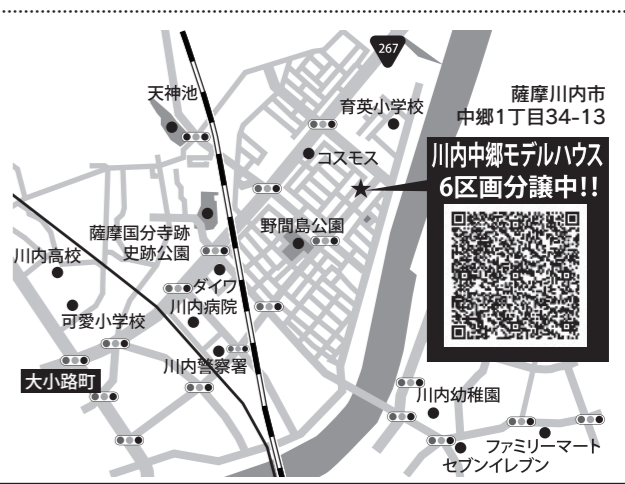 267
天神池
育英小学校
薩摩川内市
中郷1丁目34-13
コスモス
川内中郷モデルハウス
6区画分譲中!!
薩摩国分寺跡
史跡公園
野間島公園
川内高校
ダイワ
川内病院
可愛小学校
川内警察署
大小路町
川内幼稚園
ファミリーマート
セブンイレブン